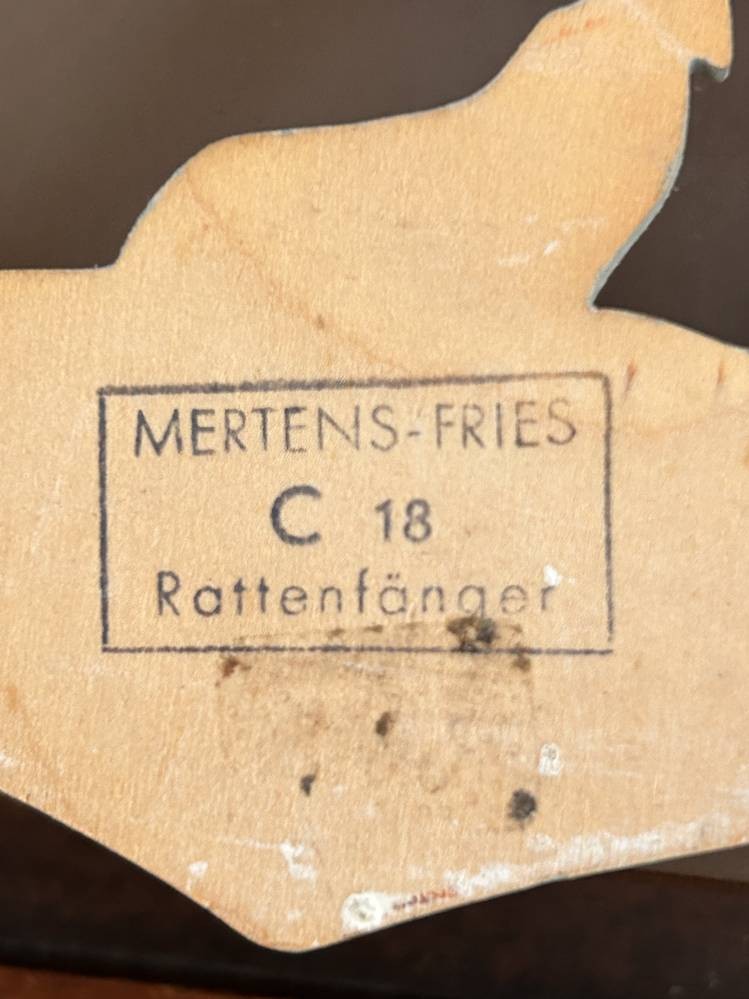 MERTENS-FRIES
C 18
Rattenfänger